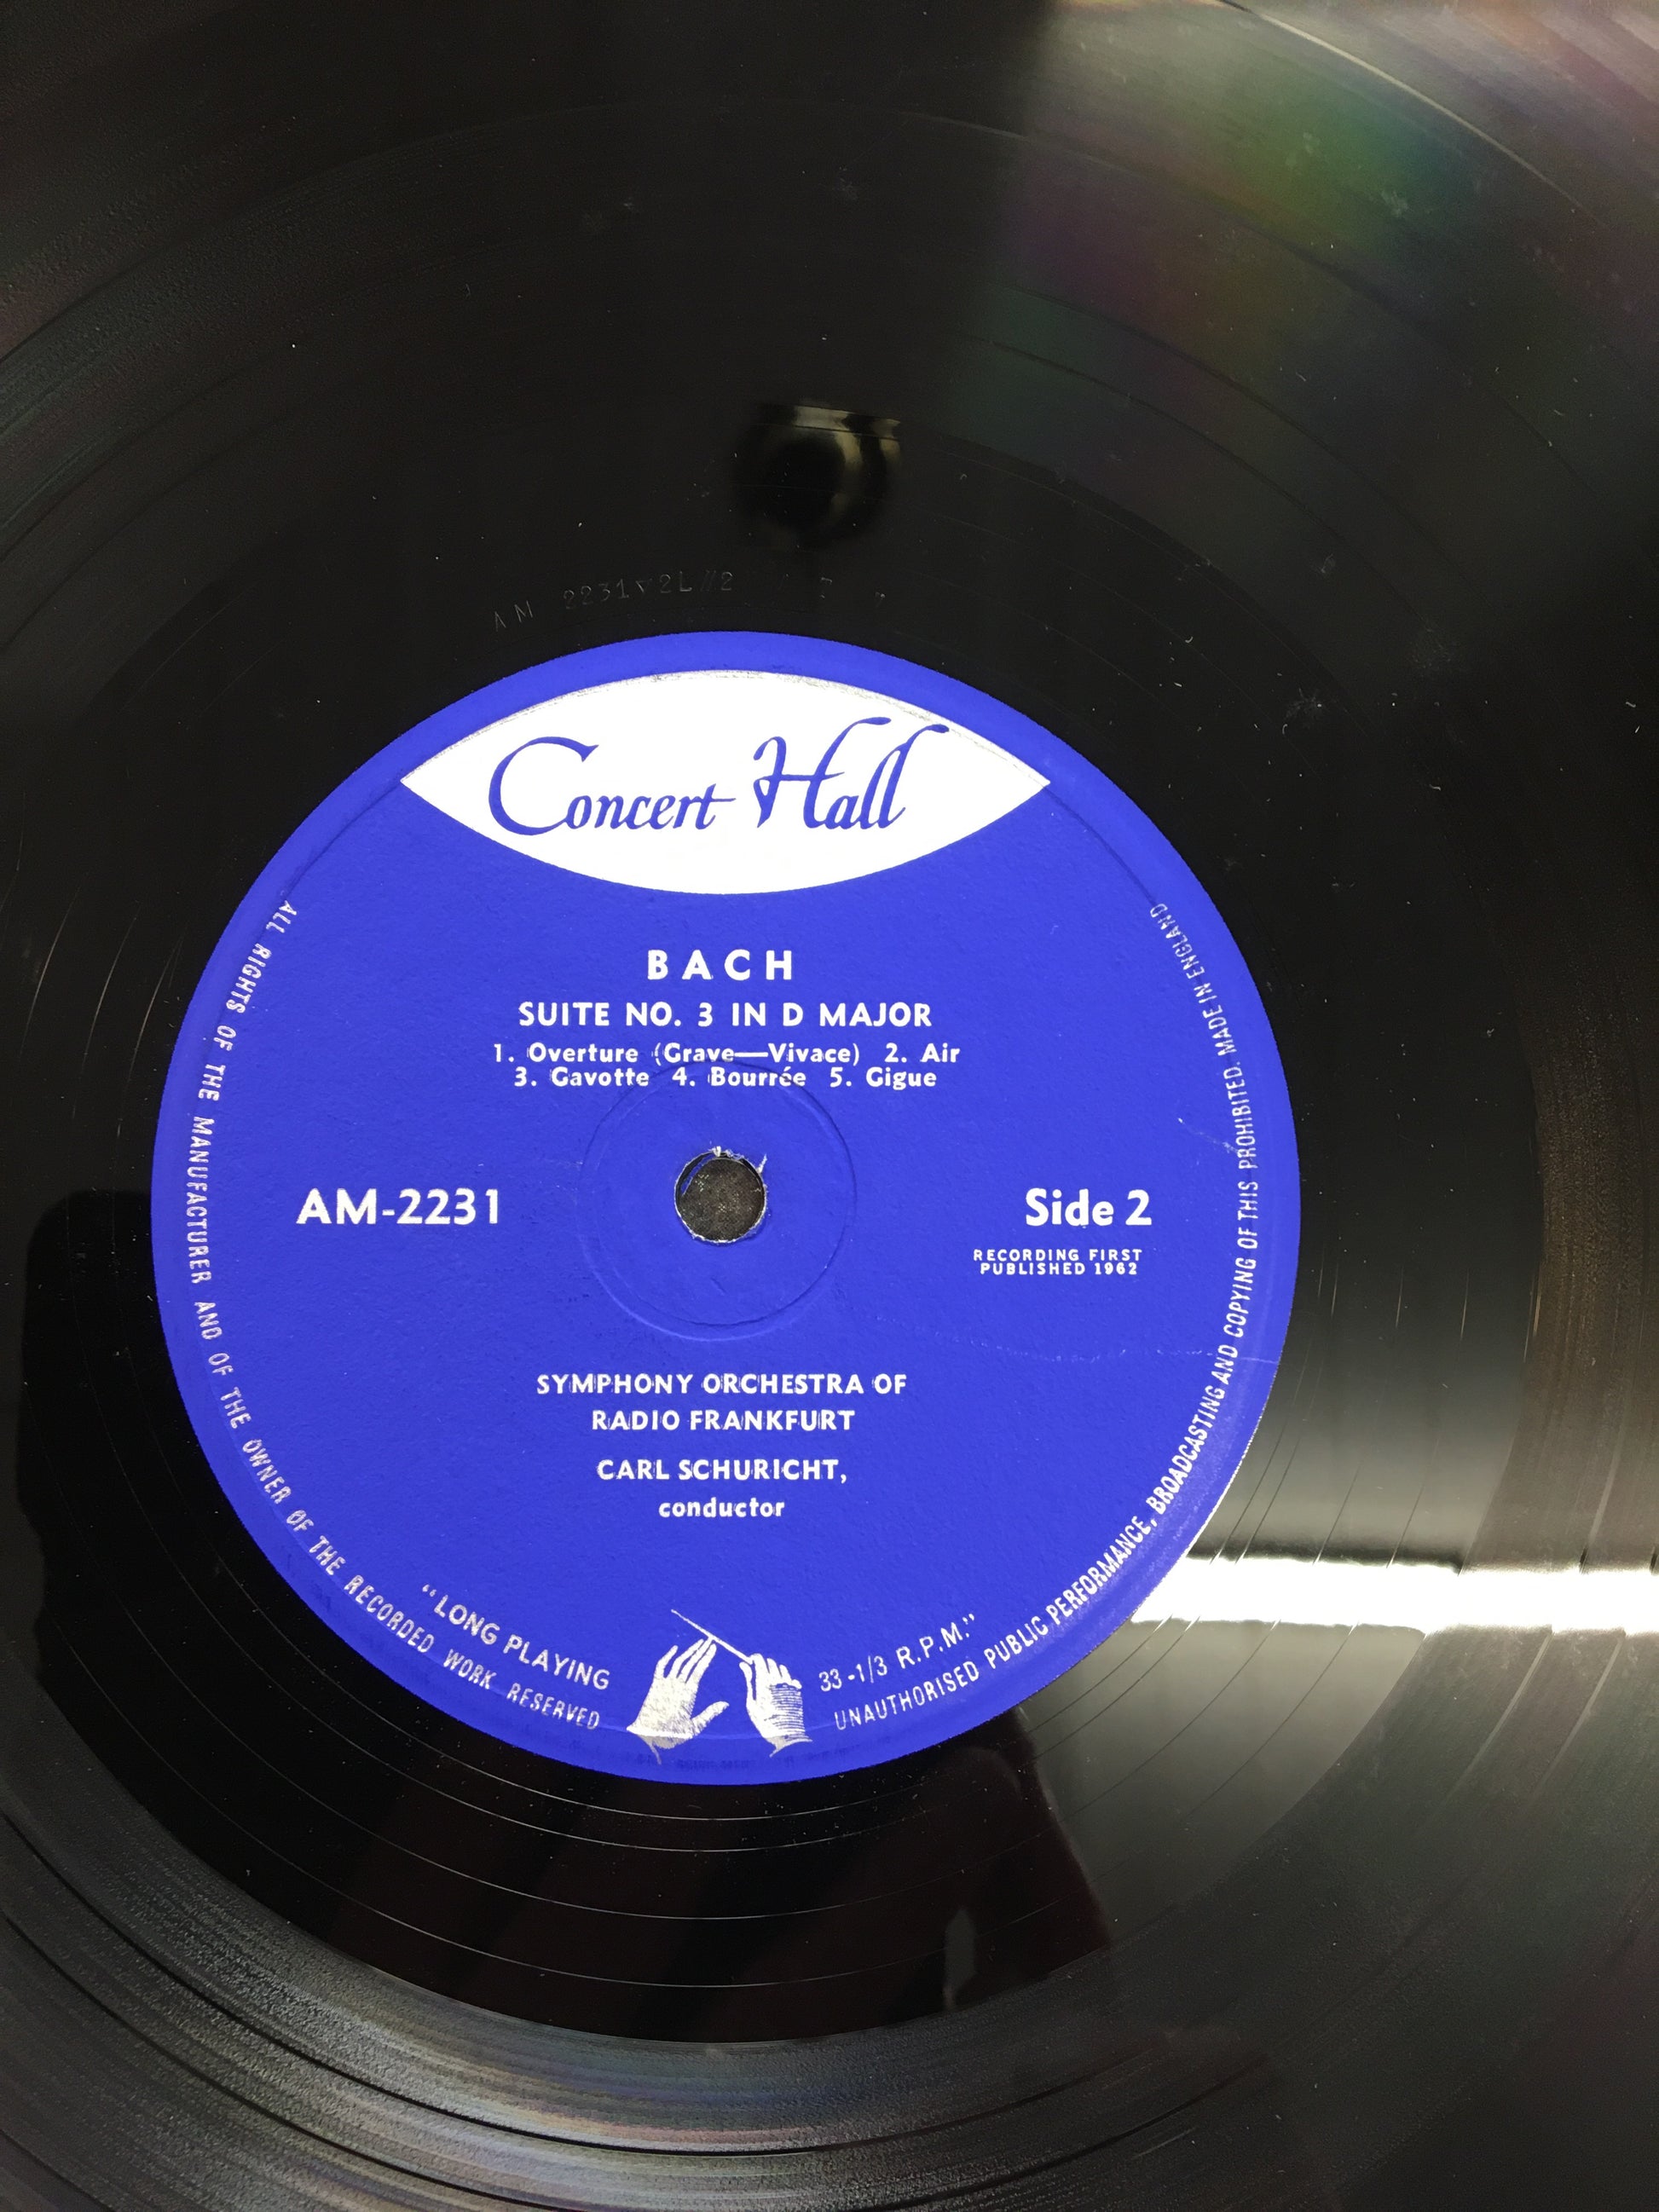 AM 2231 2L
Concert Hall
BACH
SUITE NO. 3 IN D MAJOR
1. Overture (Grave—Vivace) 2. Air
3. Gavotte 4. Bourrée 5. Gigue
AM-2231
Side 2
RECORDING FIRST
PUBLISHED 1962
SYMPHONY ORCHESTRA OF
RADIO FRANKFURT
CARL SCHURICHT,
conductor
"LONG PLAYING 33-1/3 R.P.M."
ALL RIGHTS OF THE MANUFACTURER AND OF THE OWNER OF THE RECORDED WORK RESERVED
UNAUTHORISED PUBLIC PERFORMANCE, BROADCASTING AND COPYING OF THIS PROHIBITED. MADE IN ENGLAND